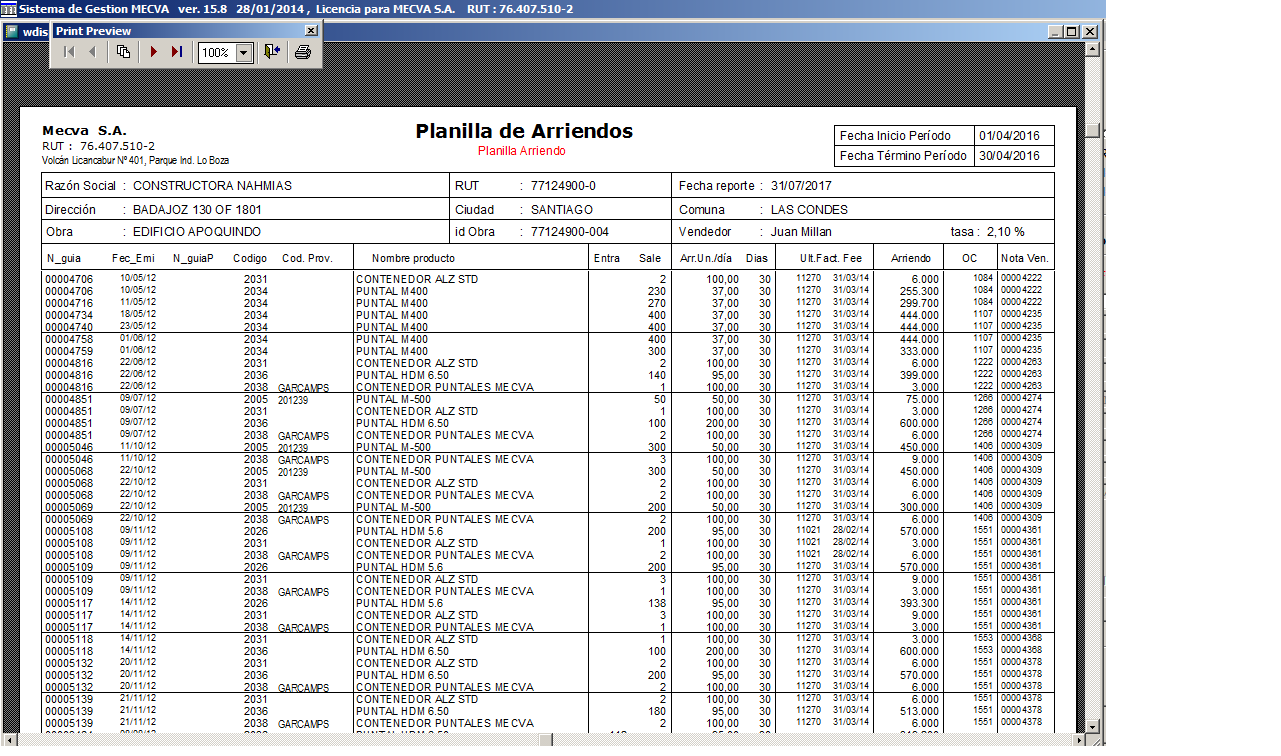 Sistema de Gestion MECVA ver. 15.8 28/01/2014 , Licencia para MECVA S.A. RUT : 76.407.510-2
wdis
Print Preview
100%
Mecva S.A.
RUT : 76.407.510-2
Volcán Licancabur Nº 401, Parque Ind. Lo Boza
Planilla de Arriendos
Planilla Arriendo
Fecha Inicio Período 01/04/2016
Fecha Término Período 30/04/2016
Razón Social : CONSTRUCTORA NAHMIAS RUT : 77124900-0 Fecha reporte : 31/07/2017
Dirección : BADAJOZ 130 OF 1801 Ciudad : SANTIAGO Comuna : LAS CONDES
Obra : EDIFICIO APOQUINDO id Obra : 77124900-004 Vendedor : Juan Millan tasa : 2,10 %
N_guia Fec_Emi N_guiaP Codigo Cod. Prov. Nombre producto Entra Sale Arr.Un./día Dias Ult.Fact. Fee Arriendo OC Nota Ven.
00004706 10/05/12 2031 CONTENEDOR ALZ STD 2 100,00 30 11270 31/03/14 6.000 1084 00004222
00004706 10/05/12 2034 PUNTAL M400 230 37,00 30 11270 31/03/14 255.300 1084 00004222
00004716 11/05/12 2034 PUNTAL M400 270 37,00 30 11270 31/03/14 299.700 1084 00004222
00004734 18/05/12 2034 PUNTAL M400 400 37,00 30 11270 31/03/14 444.000 1107 00004235
00004740 23/05/12 2034 PUNTAL M400 400 37,00 30 11270 31/03/14 444.000 1107 00004235
00004758 01/06/12 2034 PUNTAL M400 400 37,00 30 11270 31/03/14 444.000 1107 00004235
00004759 01/06/12 2034 PUNTAL M400 300 37,00 30 11270 31/03/14 333.000 1107 00004235
00004816 22/06/12 2031 CONTENEDOR ALZ STD 2 100,00 30 11270 31/03/14 6.000 1222 00004263
00004816 22/06/12 2036 PUNTAL HDM 6.50 140 95,00 30 11270 31/03/14 399.000 1222 00004263
00004816 22/06/12 2038 GARCAMPS CONTENEDOR PUNTALES MECVA 1 100,00 30 11270 31/03/14 3.000 1222 00004263
00004851 09/07/12 2005 201239 PUNTAL M-500 50 50,00 30 11270 31/03/14 75.000 1266 00004274
00004851 09/07/12 2031 CONTENEDOR ALZ STD 1 100,00 30 11270 31/03/14 3.000 1266 00004274
00004851 09/07/12 2036 PUNTAL HDM 6.50 100 200,00 30 11270 31/03/14 600.000 1266 00004274
00004851 09/07/12 2038 GARCAMPS CONTENEDOR PUNTALES MECVA 2 100,00 30 11270 31/03/14 6.000 1266 00004274
00005046 11/10/12 2005 201239 PUNTAL M-500 300 50,00 30 11270 31/03/14 450.000 1406 00004309
00005046 11/10/12 2038 GARCAMPS CONTENEDOR PUNTALES MECVA 3 100,00 30 11270 31/03/14 9.000 1406 00004309
00005068 22/10/12 2005 201239 PUNTAL M-500 300 50,00 30 11270 31/03/14 450.000 1406 00004309
00005068 22/10/12 2031 CONTENEDOR ALZ STD 2 100,00 30 11270 31/03/14 6.000 1406 00004309
00005068 22/10/12 2038 GARCAMPS CONTENEDOR PUNTALES MECVA 2 100,00 30 11270 31/03/14 6.000 1406 00004309
00005069 22/10/12 2005 201239 PUNTAL M-500 200 50,00 30 11270 31/03/14 300.000 1406 00004309
00005069 22/10/12 2038 GARCAMPS CONTENEDOR PUNTALES MECVA 2 100,00 30 11270 31/03/14 6.000 1406 00004309
00005108 09/11/12 2026 PUNTAL HDM 5.6 200 95,00 30 11021 28/02/14 570.000 1551 00004361
00005108 09/11/12 2031 CONTENEDOR ALZ STD 1 100,00 30 11021 28/02/14 3.000 1551 00004361
00005108 09/11/12 2038 GARCAMPS CONTENEDOR PUNTALES MECVA 2 100,00 30 11021 28/02/14 6.000 1551 00004361
00005109 09/11/12 2026 PUNTAL HDM 5.6 200 95,00 30 11270 31/03/14 570.000 1551 00004361
00005109 09/11/12 2031 CONTENEDOR ALZ STD 3 100,00 30 11270 31/03/14 9.000 1551 00004361
00005109 09/11/12 2038 GARCAMPS CONTENEDOR PUNTALES MECVA 1 100,00 30 11270 31/03/14 3.000 1551 00004361
00005117 14/11/12 2026 PUNTAL HDM 5.6 138 95,00 30 11270 31/03/14 393.300 1551 00004361
00005117 14/11/12 2031 CONTENEDOR ALZ STD 3 100,00 30 11270 31/03/14 9.000 1551 00004361
00005117 14/11/12 2038 GARCAMPS CONTENEDOR PUNTALES MECVA 1 100,00 30 11270 31/03/14 3.000 1551 00004361
00005118 14/11/12 2031 CONTENEDOR ALZ STD 1 100,00 30 11270 31/03/14 3.000 1553 00004368
00005118 14/11/12 2036 PUNTAL HDM 6.50 100 200,00 30 11270 31/03/14 600.000 1553 00004368
00005132 20/11/12 2031 CONTENEDOR ALZ STD 2 100,00 30 11270 31/03/14 6.000 1551 00004378
00005132 20/11/12 2036 PUNTAL HDM 6.50 200 95,00 30 11270 31/03/14 570.000 1551 00004378
00005132 20/11/12 2038 GARCAMPS CONTENEDOR PUNTALES MECVA 2 100,00 30 11270 31/03/14 6.000 1551 00004378
00005139 21/11/12 2031 CONTENEDOR ALZ STD 2 100,00 30 11270 31/03/14 6.000 1551 00004378
00005139 21/11/12 2036 PUNTAL HDM 6.50 180 95,00 30 11270 31/03/14 513.000 1551 00004378
00005139 21/11/12 2038 GARCAMPS CONTENEDOR PUNTALES MECVA 2 100,00 30 11270 31/03/14 6.000 1551 00004378